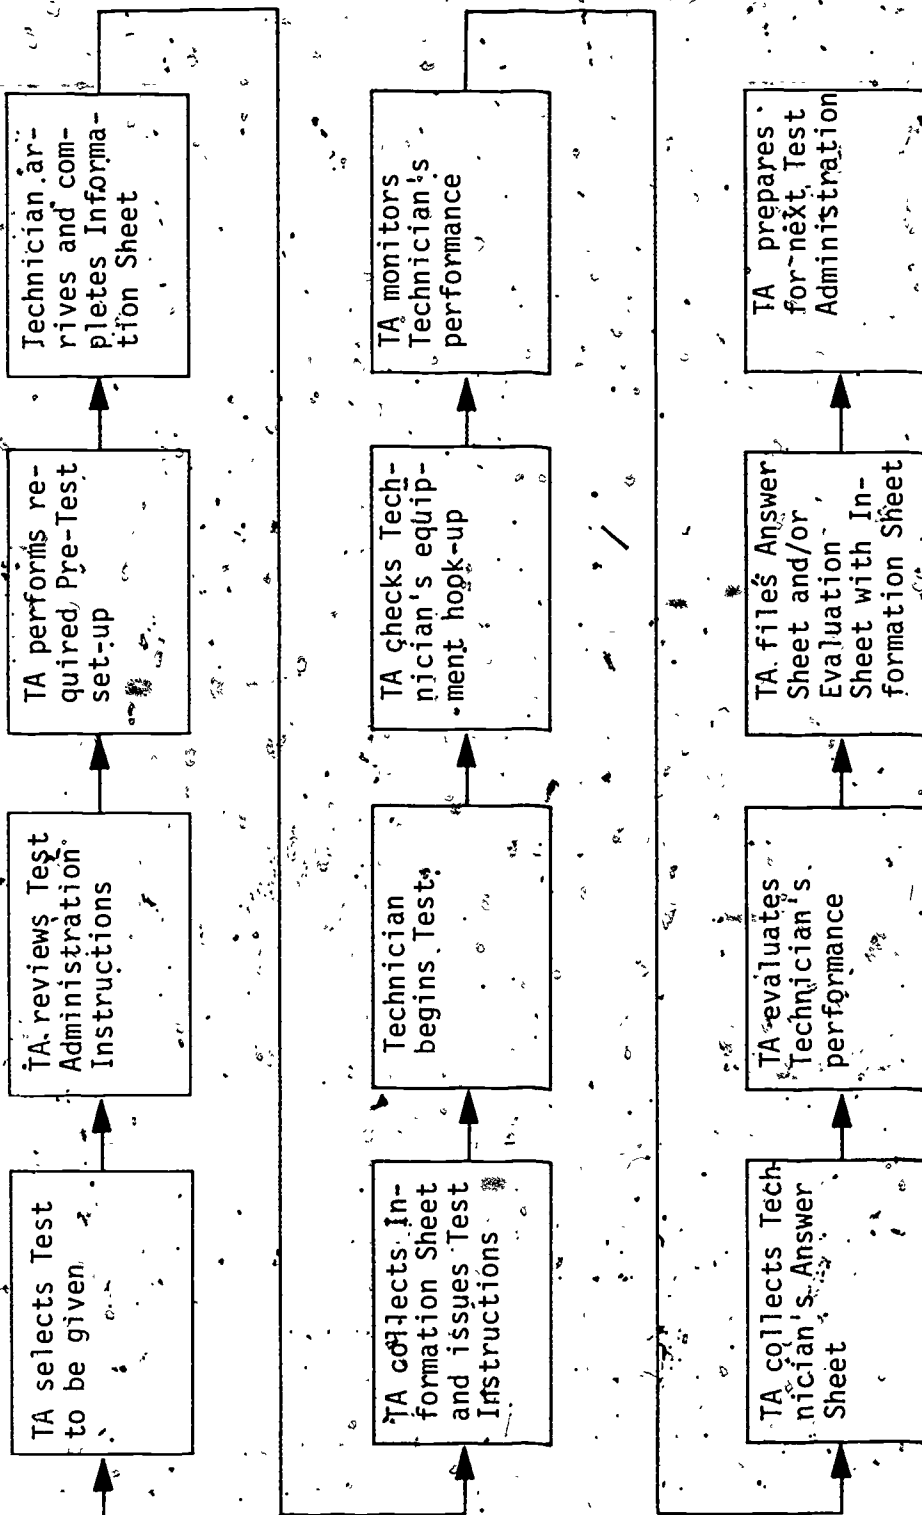 TA selects Test
to be given
TA reviews Test
Administration
Instructions
TA performs re-
quired Pre-Test
set-up
Technician ar-
rives and com-
pletes Informa-
tion Sheet
TA collects In-
formation Sheet
and issues Test
Instructions
Technician
begins Test
TA checks Tech-
nician's equip-
ment hook-up
TA monitors
Technician's
performance
TA collects Tech-
nician's Answer
Sheet
TA evaluates
Technician's
performance
TA files Answer
Sheet and/or
Evaluation
Sheet with In-
formation Sheet
TA prepares
for next Test
Administration